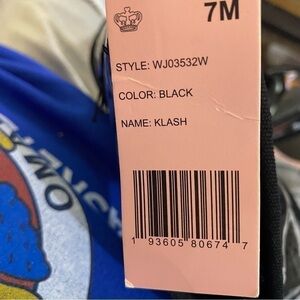 7M
STYLE: WJ03532W
COLOR: BLACK
NAME: KLASH
1 93605 80674 7